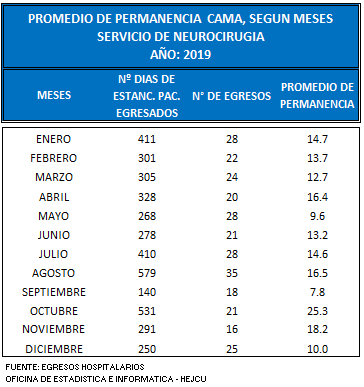 PROMEDIO DE PERMANENCIA CAMA, SEGUN MESES
SERVICIO DE NEUROCIRUGIA
AÑO: 2019
MESES Nº DIAS DE ESTANC. PAC. EGRESADOS N° DE EGRESOS PROMEDIO DE PERMANENCIA
ENERO 411 28 14.7
FEBRERO 301 22 13.7
MARZO 305 24 12.7
ABRIL 328 20 16.4
MAYO 268 28 9.6
JUNIO 278 21 13.2
JULIO 410 28 14.6
AGOSTO 579 35 16.5
SEPTIEMBRE 140 18 7.8
OCTUBRE 531 21 25.3
NOVIEMBRE 291 16 18.2
DICIEMBRE 250 25 10.0
FUENTE: EGRESOS HOSPITALARIOS
OFICINA DE ESTADISTICA E INFORMATICA - HEJCU